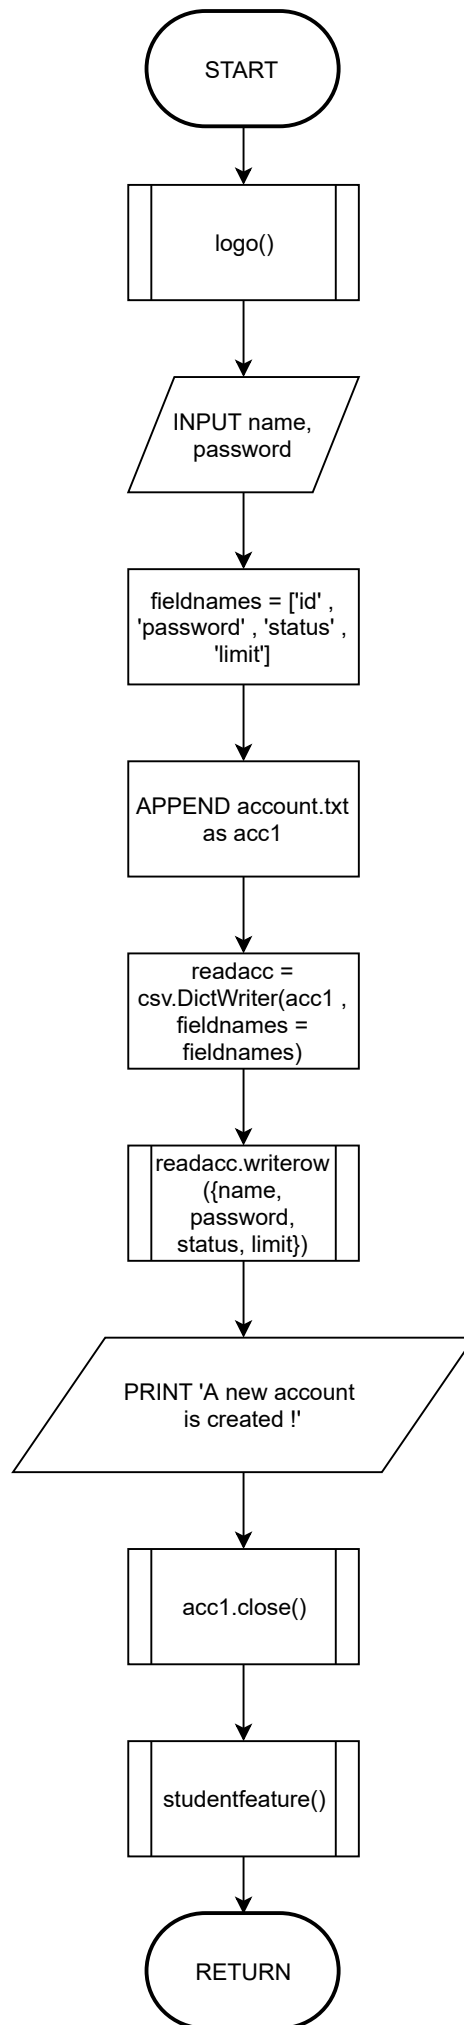 START
logo()
INPUT name,
password
fieldnames = ['id' ,
'password' , 'status' ,
'limit']
APPEND account.txt
as acc1
readacc =
csv.DictWriter(acc1 ,
fieldnames =
fieldnames)
readacc.writerow
({name,
password,
status, limit})
PRINT 'A new account
is created !'
acc1.close()
studentfeature()
RETURN